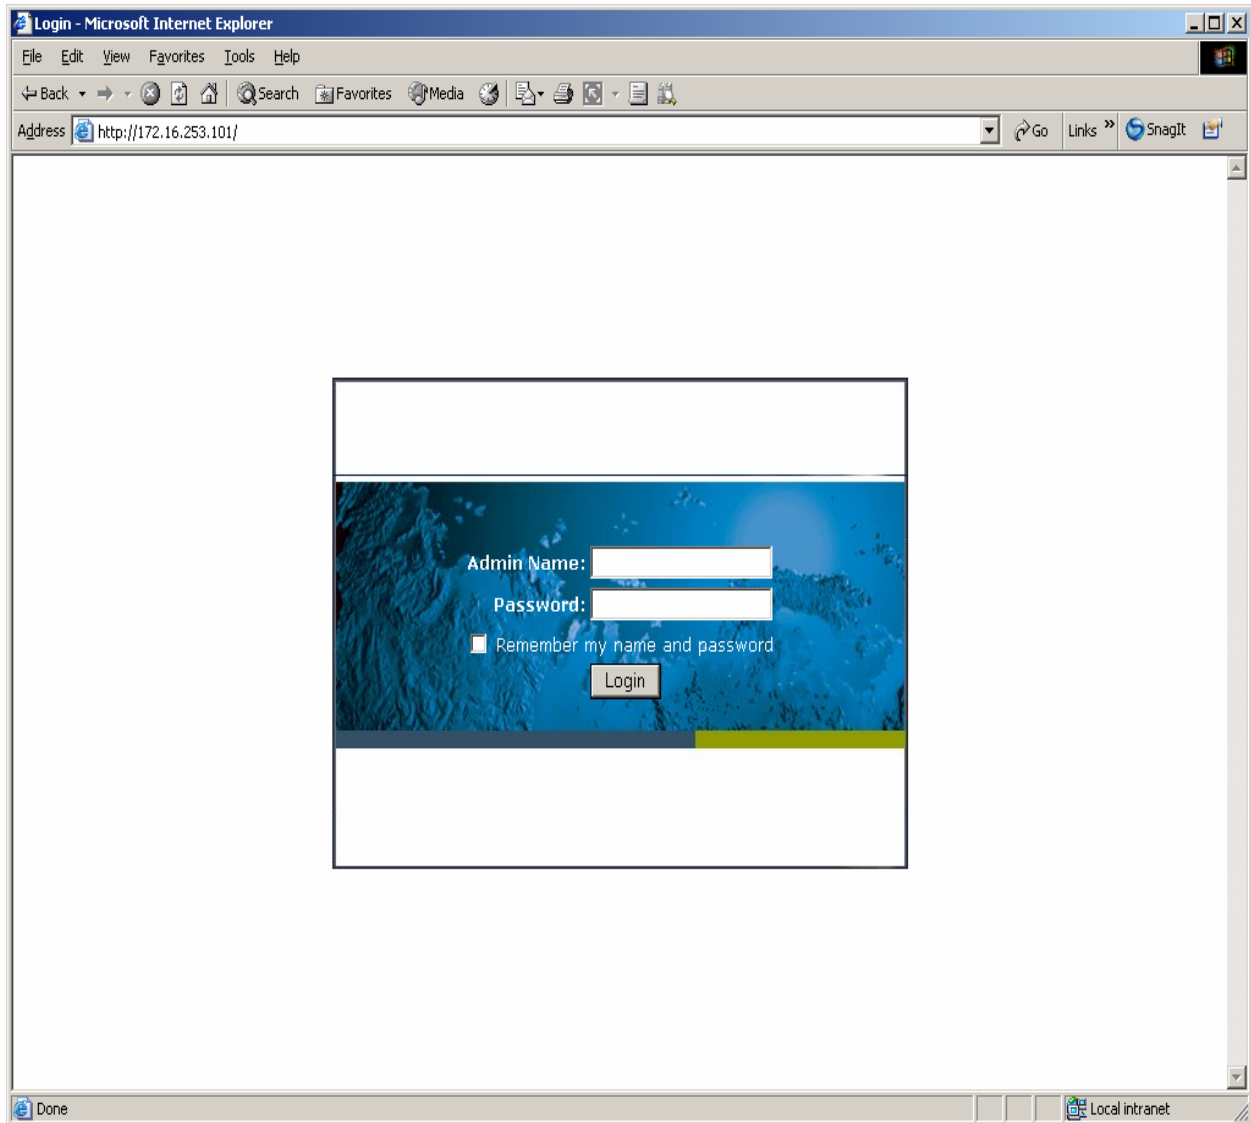 Login - Microsoft Internet Explorer
File Edit View Favorites Tools Help
Back Search Favorites Media
Address http://172.16.253.101/ Go Links » SnagIt
Admin Name:
Password:
Remember my name and password
Login
Done Local intranet